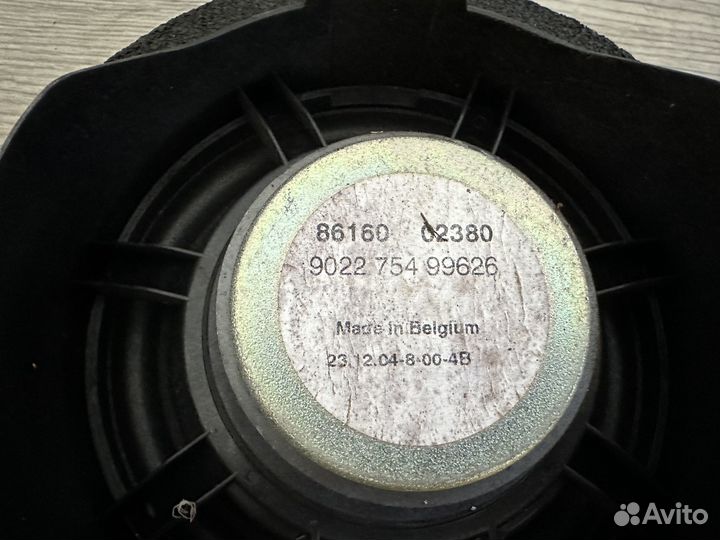 86160 02380
9022 754 99626
Made in Belgium
23.12.04-8-00-4B
Avito